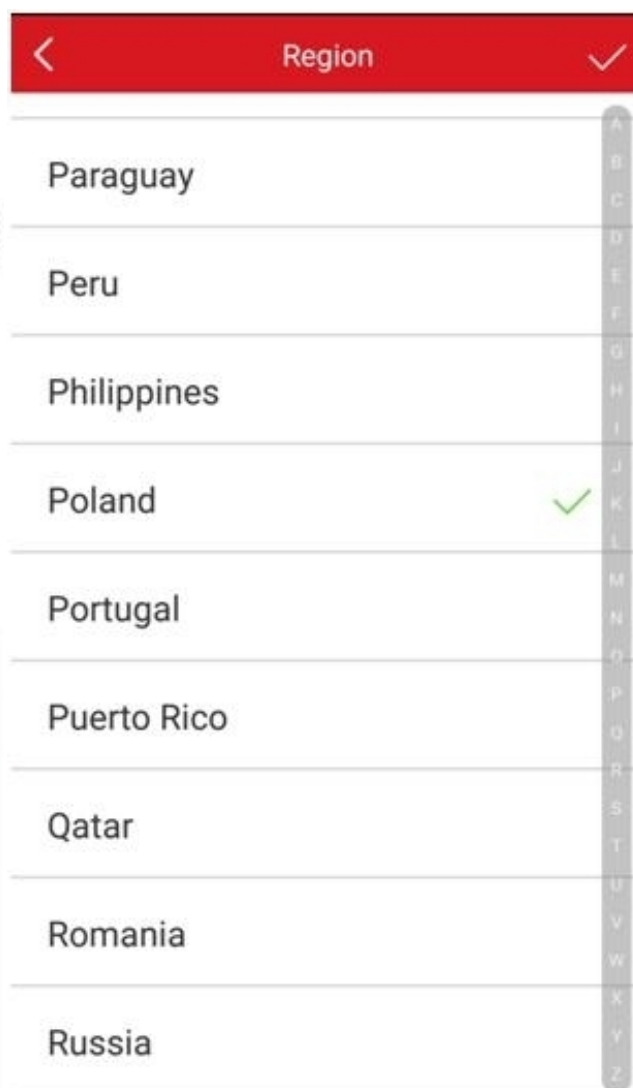 Region
Paraguay
Peru
Philippines
Poland
Portugal
Puerto Rico
Qatar
Romania
Russia
A
B
C
D
E
F
G
H
I
J
K
L
M
N
O
P
Q
R
S
T
U
V
W
X
Y
Z